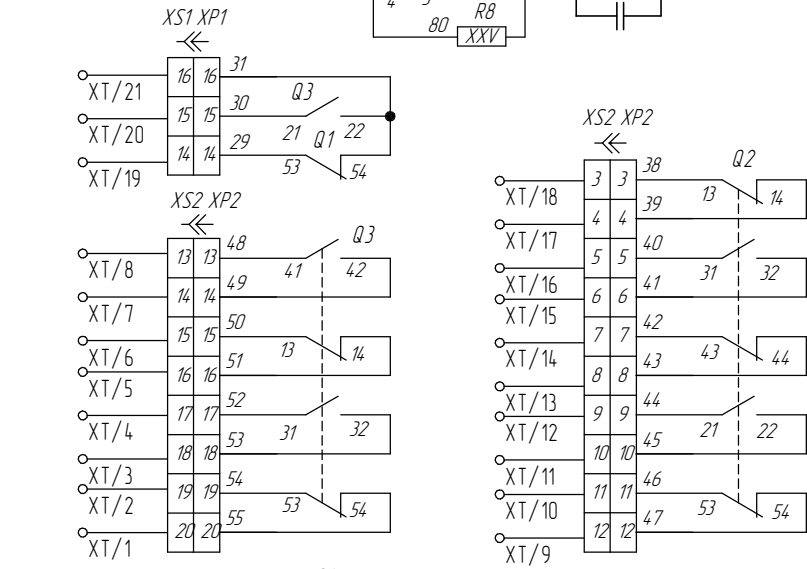 4
80
R8
XXV
XS1 XP1
XT/21 16 16 31
XT/20 15 15 30 21 Q3 22
XT/19 14 14 29 53 Q1 54
XS2 XP2
XT/8 13 13 48 41 Q3 42
XT/7 14 14 49
XT/6 15 15 50 13 14
XT/5 16 16 51
XT/4 17 17 52 31 32
XT/3 18 18 53
XT/2 19 19 54 53 54
XT/1 20 20 55
XS2 XP2
XT/18 3 3 38 13 Q2 14
XT/17 4 4 39
XT/16 5 5 40 31 32
XT/15 6 6 41
XT/14 7 7 42 43 44
XT/13 8 8 43
XT/12 9 9 44 21 22
XT/11 10 10 45
XT/10 11 11 46 53 54
XT/9 12 12 47